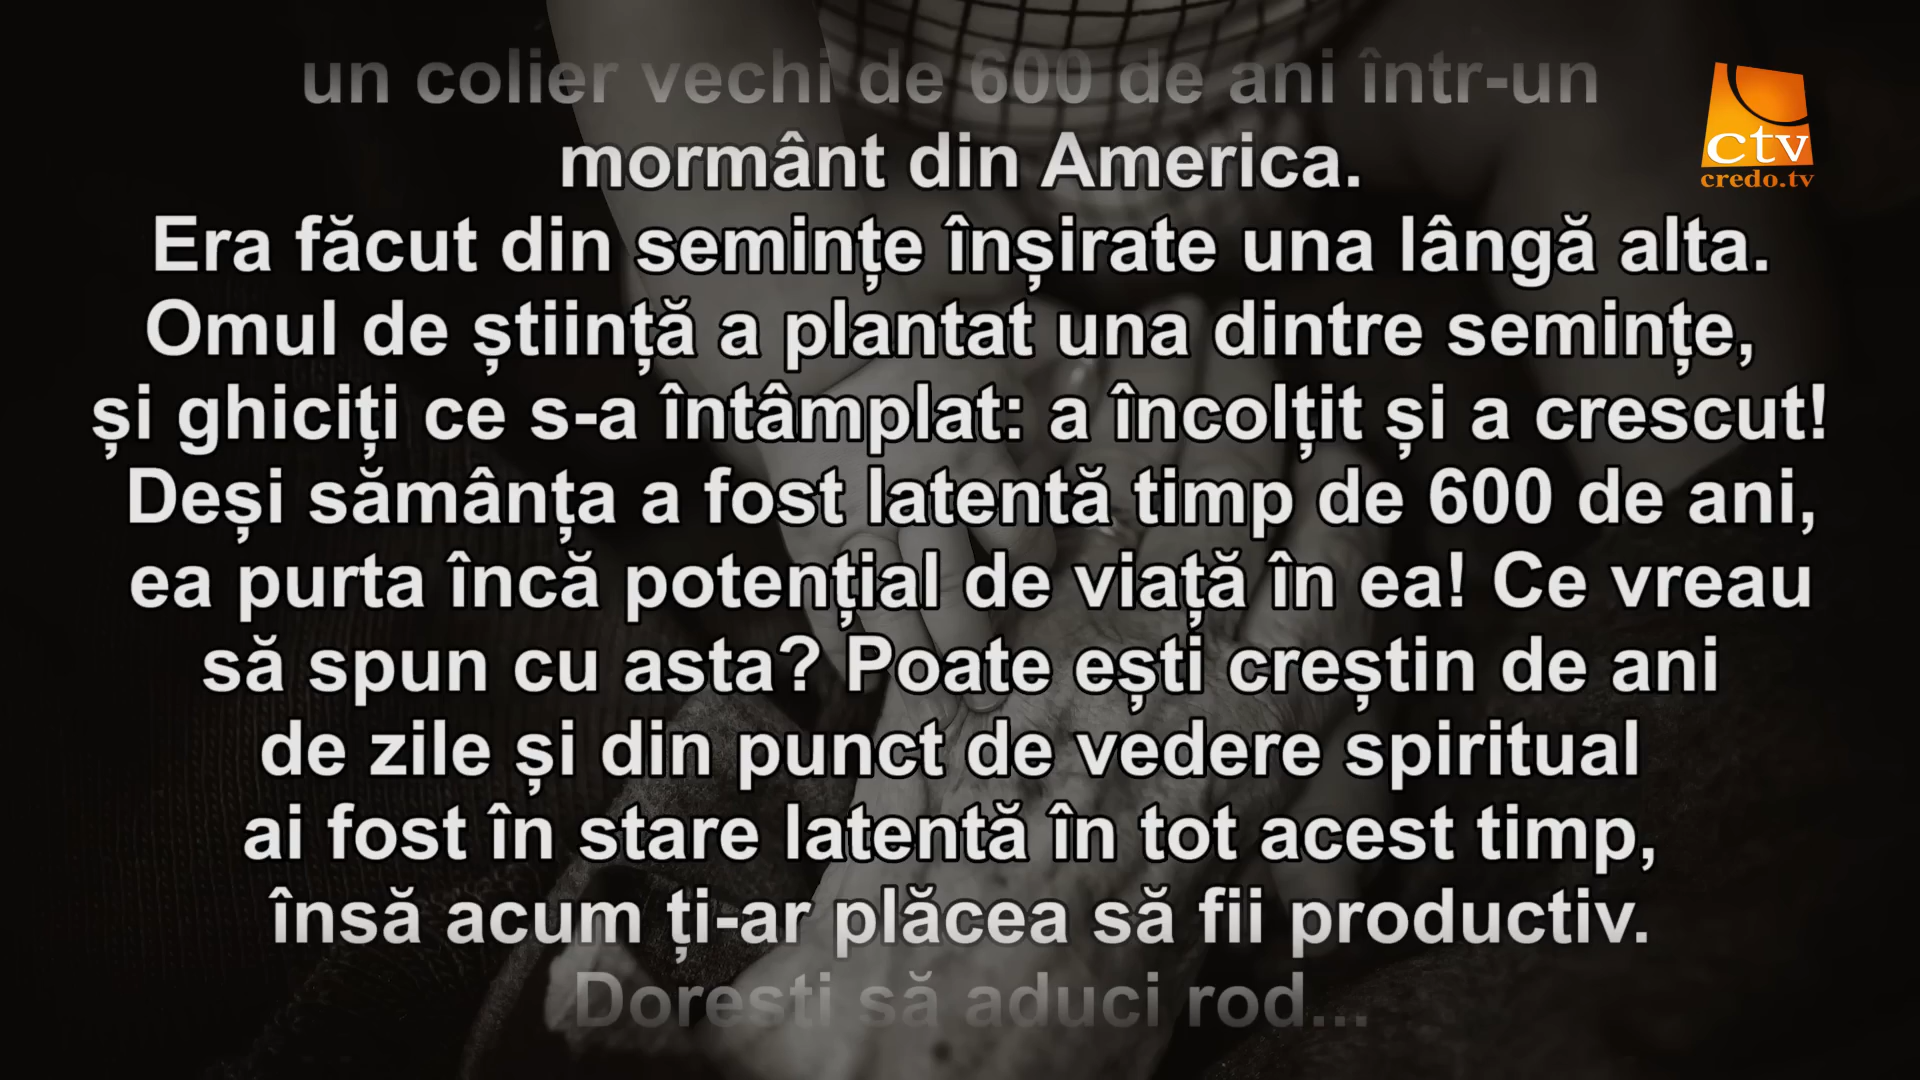 un colier vechi de 600 de ani într-un
mormânt din America.
Era făcut din semințe înșirate una lângă alta.
Omul de știință a plantat una dintre semințe,
și ghiciți ce s-a întâmplat: a încolțit și a crescut!
Deși sămânța a fost latentă timp de 600 de ani,
ea purta încă potențial de viață în ea! Ce vreau
să spun cu asta? Poate ești creștin de ani
de zile și din punct de vedere spiritual
ai fost în stare latentă în tot acest timp,
însă acum ți-ar plăcea să fii productiv.
Dorești să aduci rod...
ctv
credo.tv